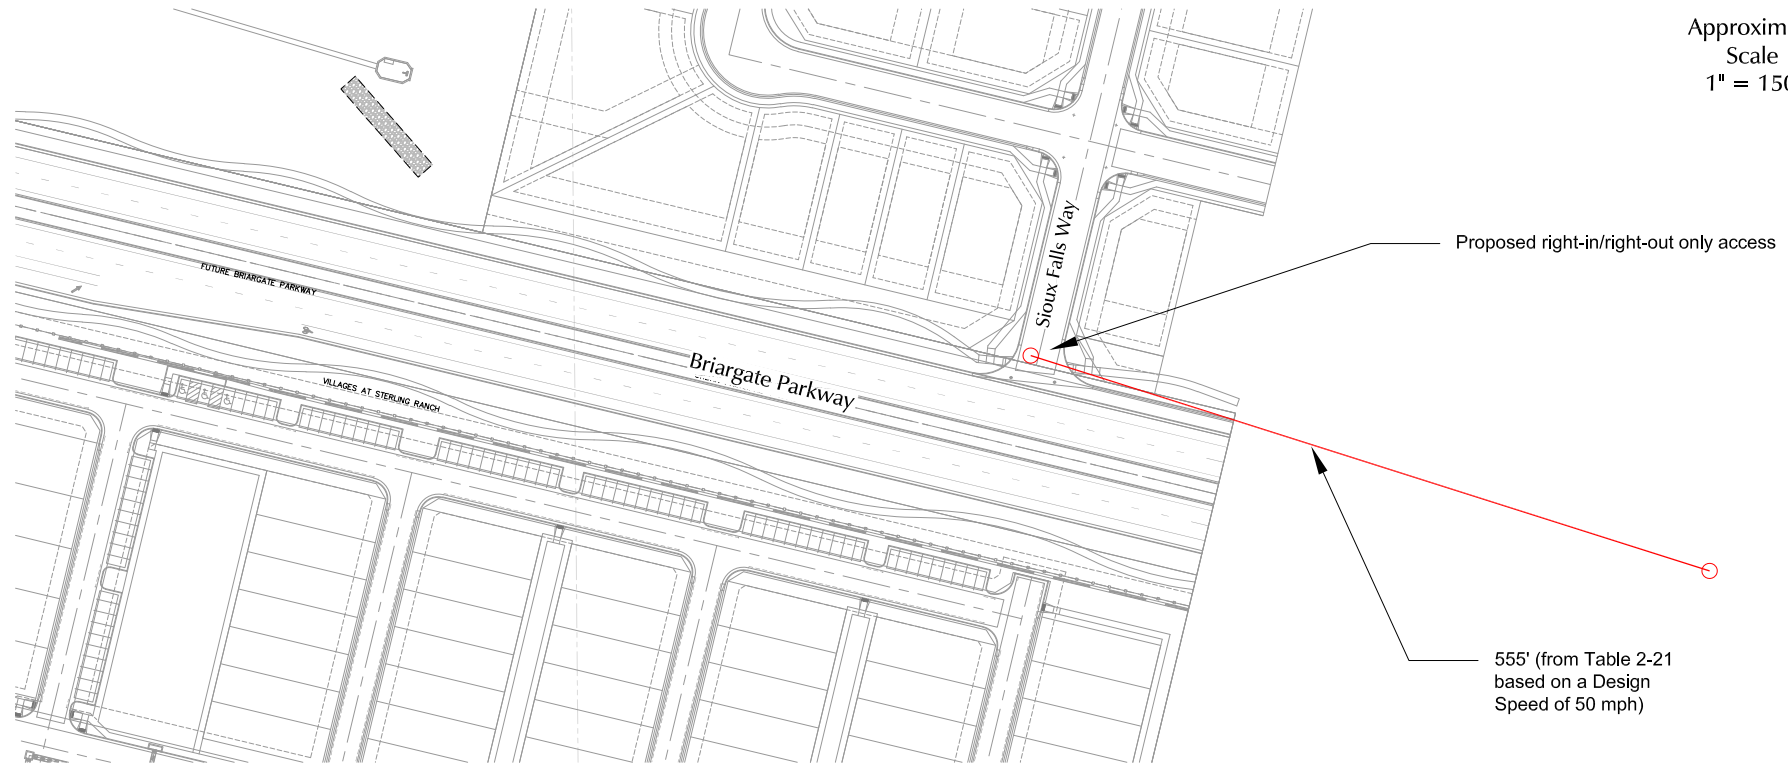 Approxim
Scale
1" = 150
Proposed right-in/right-out only access
Sioux Falls Way
FUTURE BRIARGATE PARKWAY
Briargate Parkway
VILLAGES AT STERLING RANCH
555' (from Table 2-21
based on a Design
Speed of 50 mph)